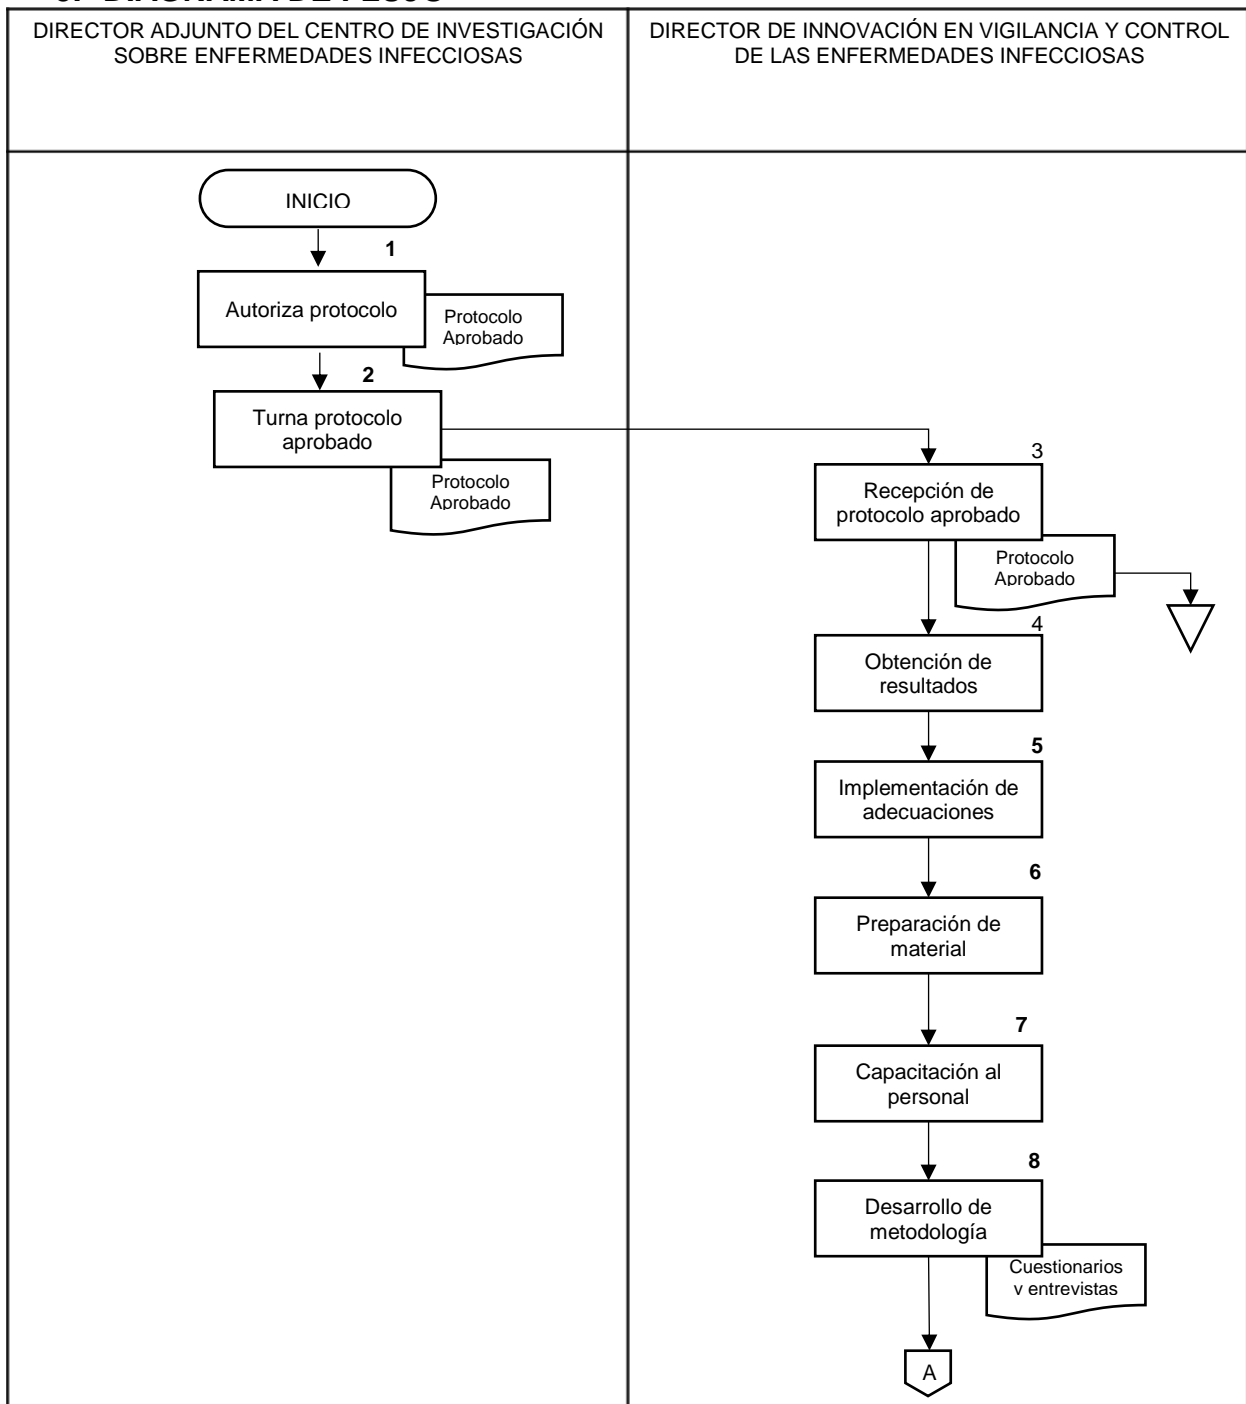 DIRECTOR ADJUNTO DEL CENTRO DE INVESTIGACIÓN
SOBRE ENFERMEDADES INFECCIOSAS
DIRECTOR DE INNOVACIÓN EN VIGILANCIA Y CONTROL
DE LAS ENFERMEDADES INFECCIOSAS
INICIO
1
Autoriza protocolo
Protocolo
Aprobado
2
Turna protocolo
aprobado
Protocolo
Aprobado
3
Recepción de
protocolo aprobado
Protocolo
Aprobado
4
Obtención de
resultados
5
Implementación de
adecuaciones
6
Preparación de
material
7
Capacitación al
personal
8
Desarrollo de
metodología
Cuestionarios
y entrevistas
A